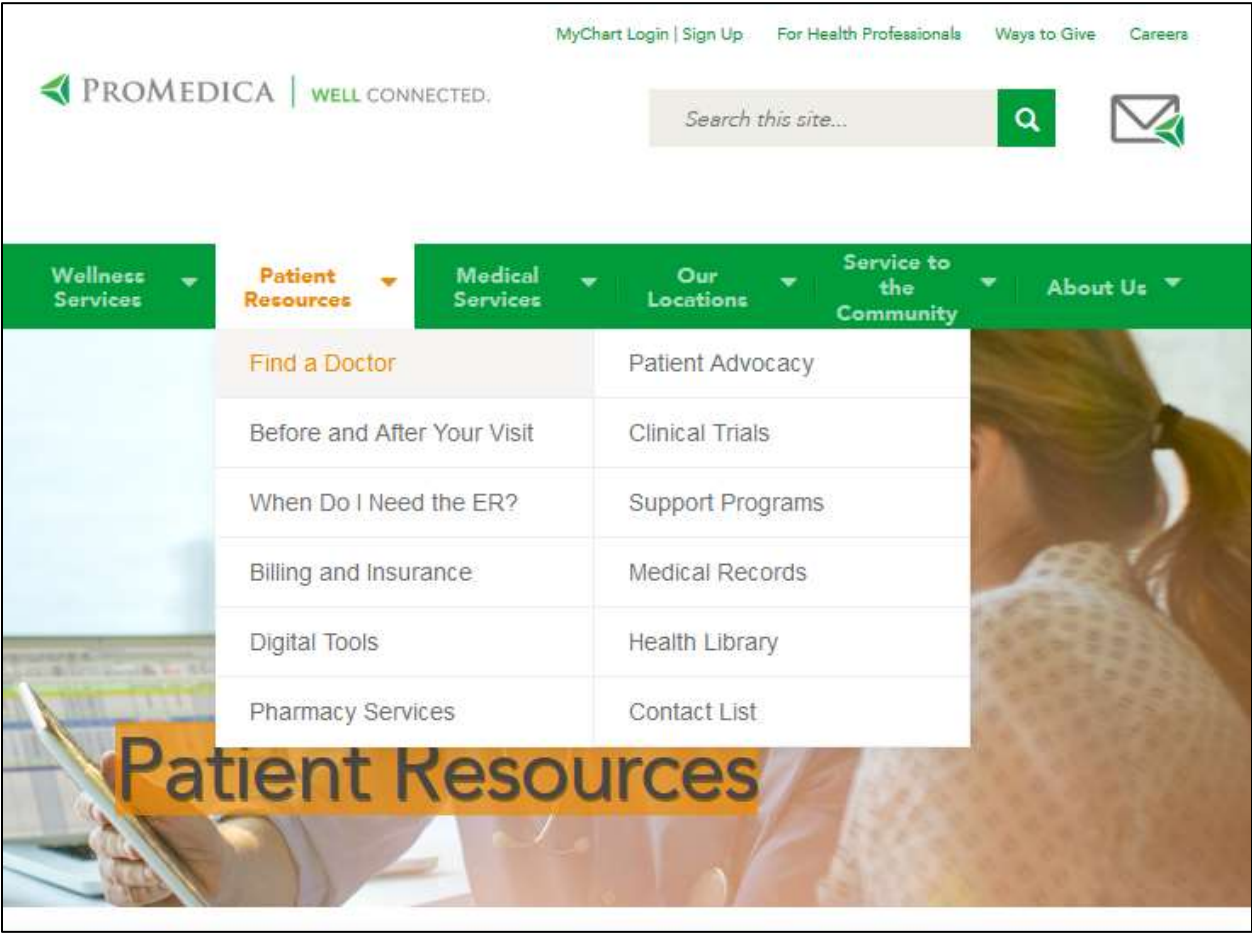 MyChart Login | Sign Up For Health Professionals Ways to Give Careers
PROMEDICA | WELL CONNECTED.
Search this site...
Wellness
Services
Patient
Resources
Medical
Services
Our
Locations
Service to
the
Community
About Us
Find a Doctor
Before and After Your Visit
When Do I Need the ER?
Billing and Insurance
Digital Tools
Pharmacy Services
Patient Advocacy
Clinical Trials
Support Programs
Medical Records
Health Library
Contact List
Patient Resources